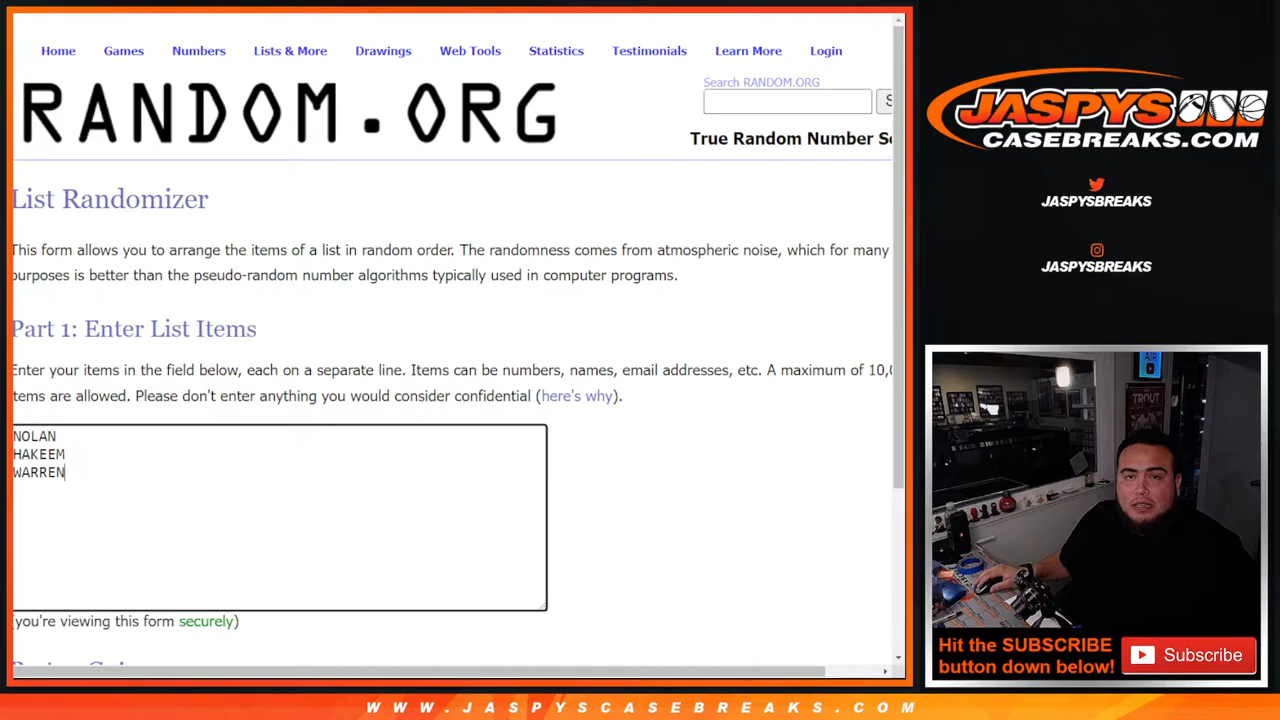 Home Games Numbers Lists & More Drawings Web Tools Statistics Testimonials Learn More Login
RANDOM.ORG
Search RANDOM.ORG
True Random Number Se
List Randomizer
This form allows you to arrange the items of a list in random order. The randomness comes from atmospheric noise, which for many
purposes is better than the pseudo-random number algorithms typically used in computer programs.
Part 1: Enter List Items
Enter your items in the field below, each on a separate line. Items can be numbers, names, email addresses, etc. A maximum of 10,0
items are allowed. Please don't enter anything you would consider confidential (here's why).
NOLAN
HAKEEM
WARREN
(you're viewing this form securely)
JASPYS
CASEBREAKS.COM
JASPYSBREAKS
JASPYSBREAKS
AIR
TROUT
Hit the SUBSCRIBE
button down below!
Subscribe
WWW.JASPYSCASEBREAKS.COM